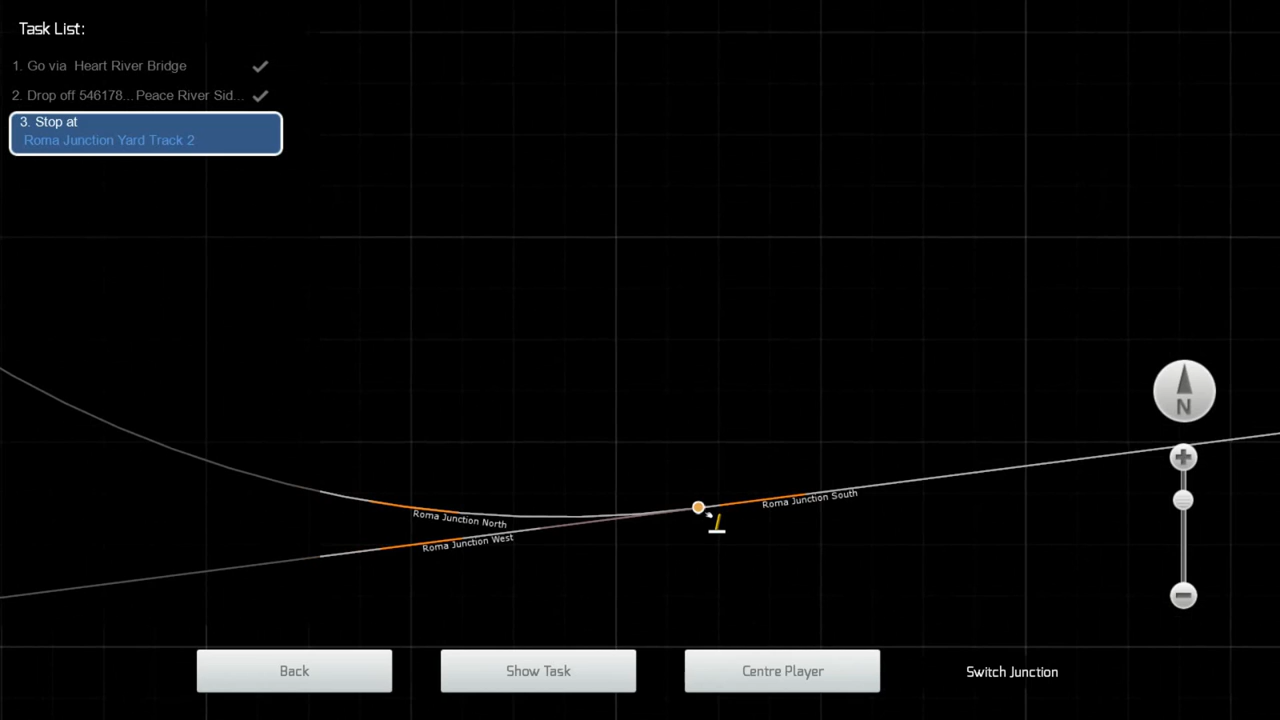 Task List:
1. Go via Heart River Bridge
2. Drop off 546178...Peace River Sid...
3. Stop at
Roma Junction Yard Track 2
Roma Junction South
Roma Junction North
Roma Junction West
N
Back
Show Task
Centre Player
Switch Junction